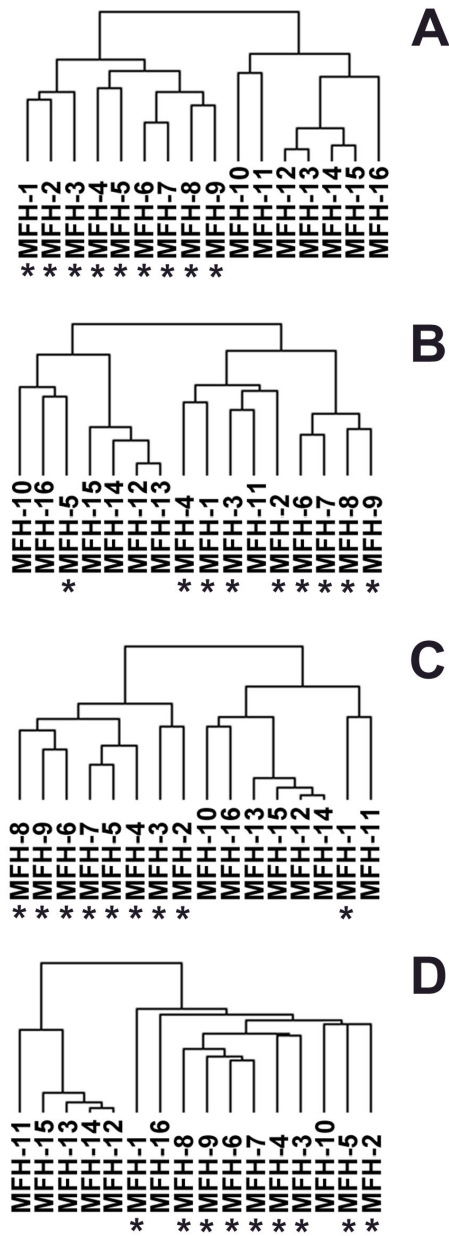 A
MFH-1 MFH-2 MFH-3 MFH-4 MFH-5 MFH-6 MFH-7 MFH-8 MFH-9 MFH-10 MFH-11 MFH-12 MFH-13 MFH-14 MFH-15 MFH-16
* * * * * * * * *
B
MFH-10 MFH-16 MFH-5 MFH-15 MFH-14 MFH-12 MFH-13 MFH-4 MFH-1 MFH-3 MFH-11 MFH-2 MFH-6 MFH-7 MFH-8 MFH-9
* * * * * * * * *
C
MFH-8 MFH-9 MFH-6 MFH-7 MFH-5 MFH-4 MFH-3 MFH-2 MFH-10 MFH-16 MFH-13 MFH-15 MFH-12 MFH-14 MFH-1 MFH-11
* * * * * * * * *
D
MFH-11 MFH-15 MFH-13 MFH-14 MFH-12 MFH-1 MFH-16 MFH-8 MFH-9 MFH-6 MFH-7 MFH-4 MFH-3 MFH-10 MFH-5 MFH-2
* * * * * * * * *